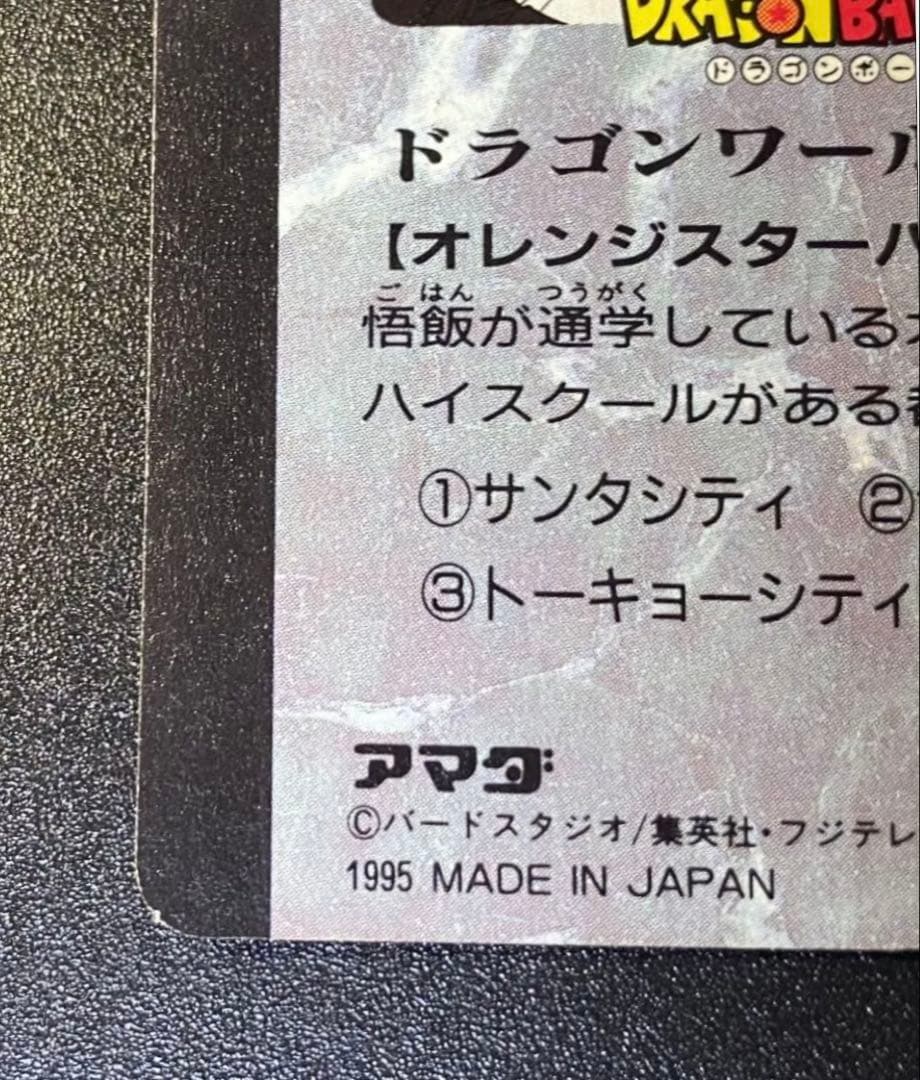 DRAGON BA
ドラゴンボー
ドラゴンワール
【オレンジスターハ
悟飯が通学している
ごはん つうがく
ハイスクールがある
①サンタシティ ②
③トーキョーシティ
アマダ
©バードスタジオ/集英社・フジテレ
1995 MADE IN JAPAN